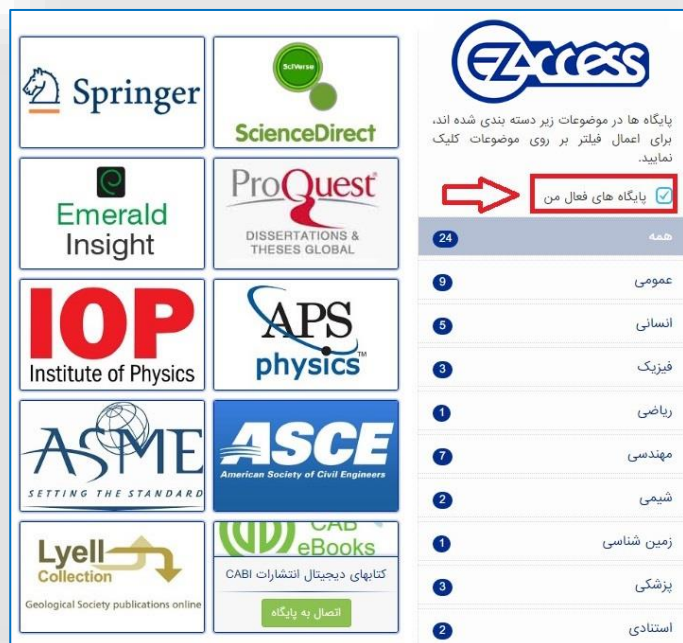 EZAccess
پایگاه ها در موضوعات زیر دسته بندی شده اند،
برای اعمال فیلتر بر روی موضوعات کلیک
نمایید.
پایگاه های فعال من
همه 24
عمومی 9
انسانی 5
فیزیک 3
ریاضی 1
مهندسی 7
شیمی 2
زمین شناسی 1
پزشکی 3
استنادی 2
Springer
SciVerse
ScienceDirect
Emerald
Insight
ProQuest
DISSERTATIONS &
THESES GLOBAL
IOP
Institute of Physics
APS
physics™
ASME
SETTING THE STANDARD
ASCE
American Society of Civil Engineers
Lyell
Collection
Geological Society publications online
CAB
eBooks
کتابهای دیجیتال انتشارات CABI
اتصال به پایگاه